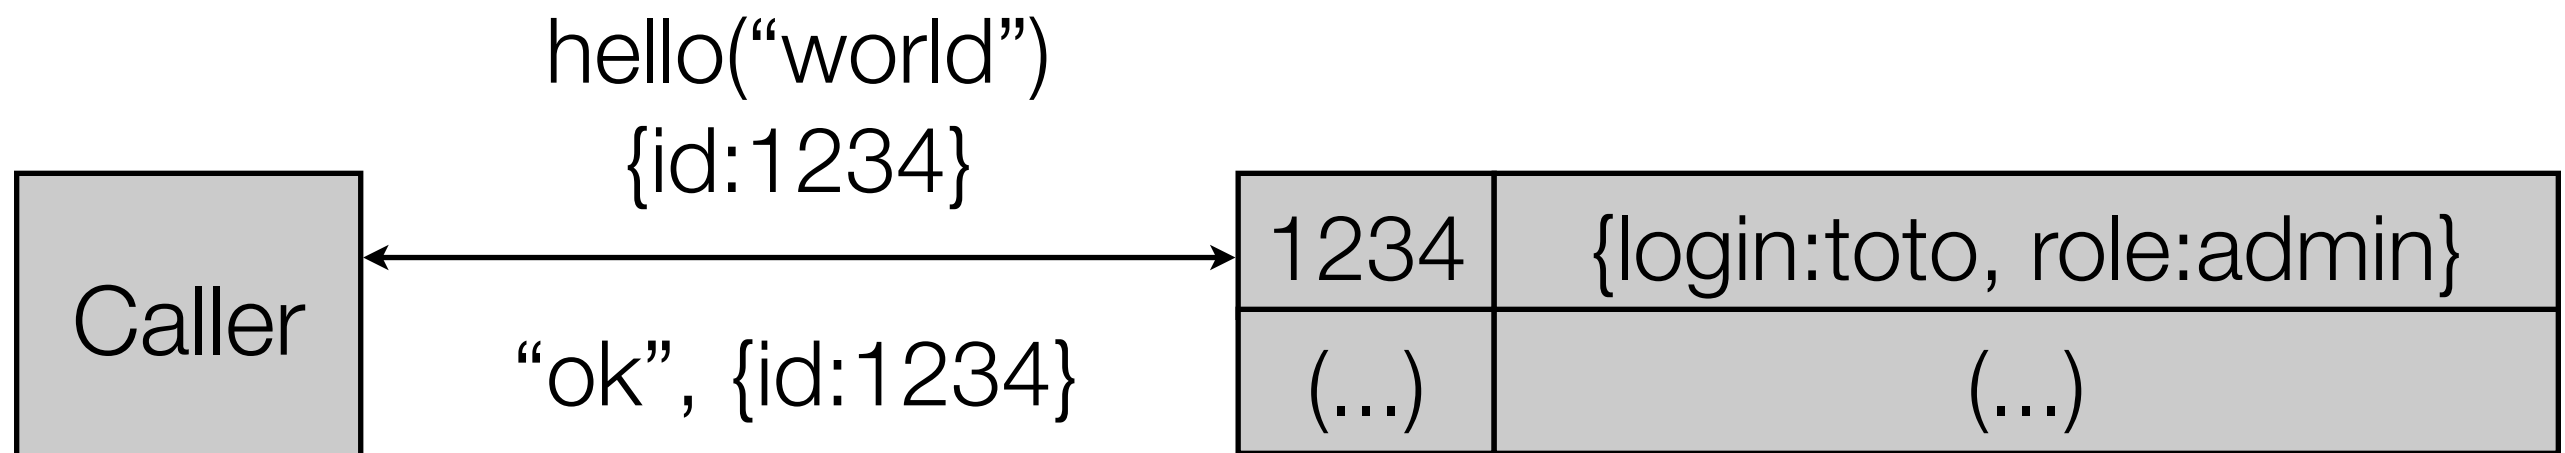 hello(“world”)
{id:1234}
Caller
“ok”, {id:1234}
1234 {login:toto, role:admin}
(...) (...)